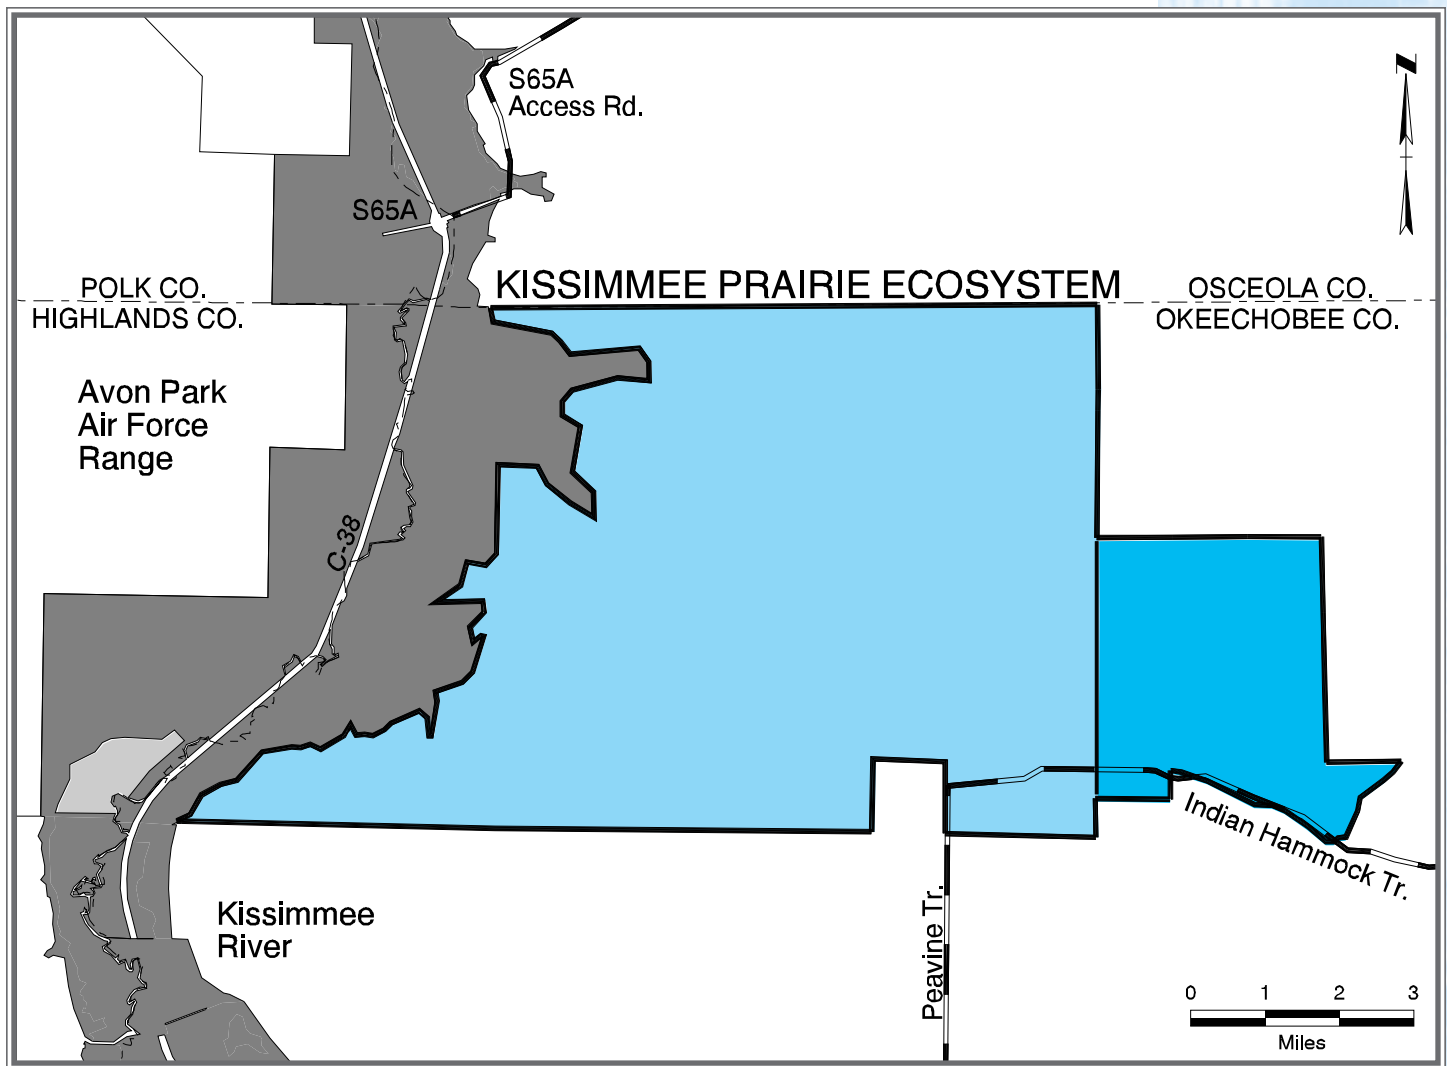 S65A
Access Rd.
S65A
KISSIMMEE PRAIRIE ECOSYSTEM
POLK CO.
HIGHLANDS CO.
OSCEOLA CO.
OKEECHOBEE CO.
Avon Park
Air Force
Range
C-38
Indian Hammock Tr.
Kissimmee
River
Peavine Tr.
0 1 2 3
Miles